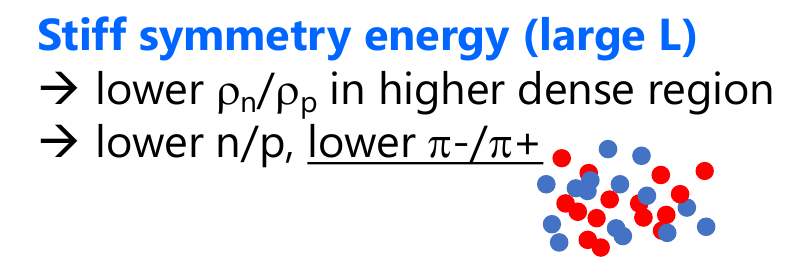 Stiff symmetry energy (large L)
→ lower ρn/ρp in higher dense region
→ lower n/p, lower π-/π+